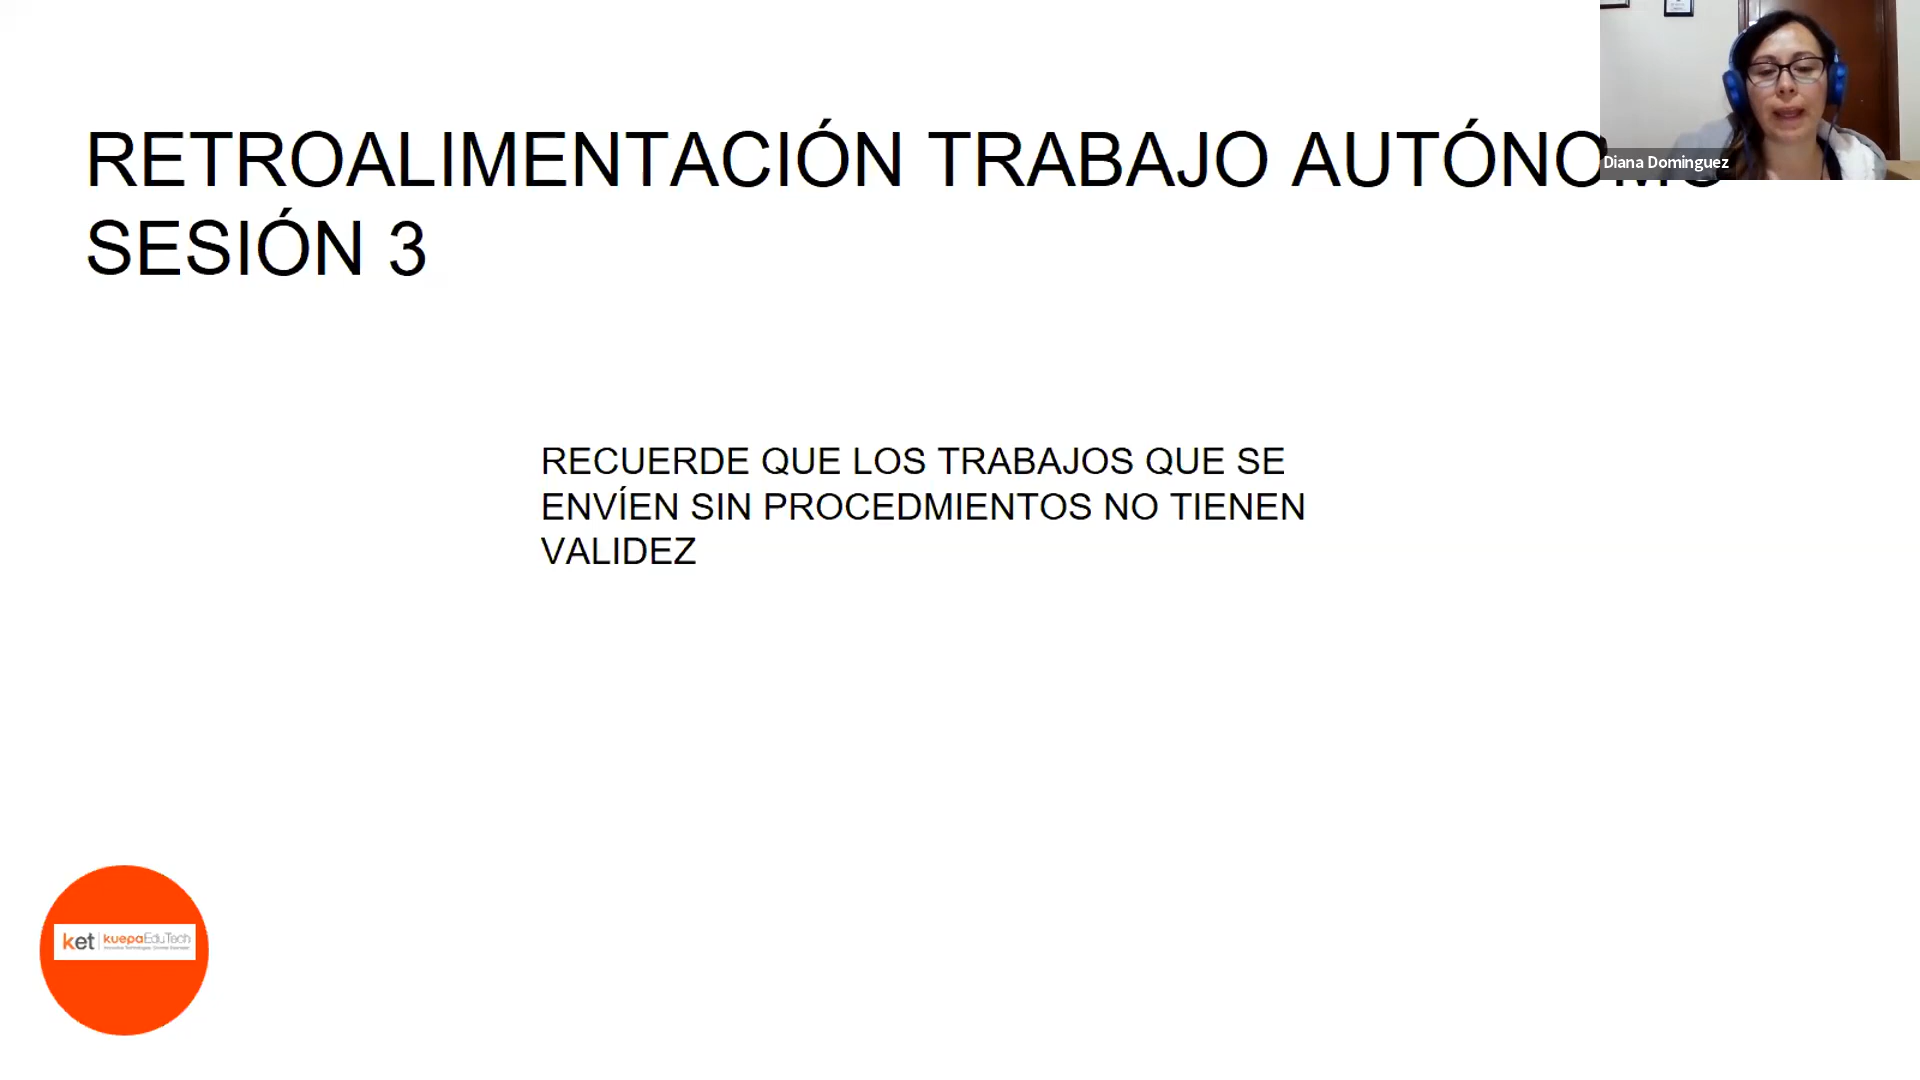 RETROALIMENTACIÓN TRABAJO AUTÓNOMO
SESIÓN 3
Diana Dominguez
RECUERDE QUE LOS TRABAJOS QUE SE
ENVÍEN SIN PROCEDMIENTOS NO TIENEN
VALIDEZ
ket kuepaEduTech